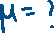 μ = ?